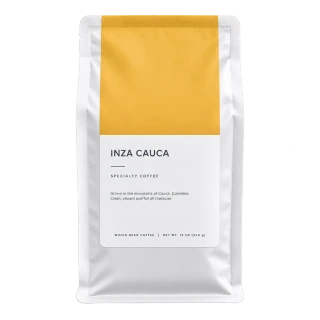 INZA CAUCA
SPECIALTY COFFEE
Grown in the mountains of Cauca, Colombia.
Clean, vibrant and full of character.
WHOLE BEAN COFFEE | NET WT. 12 OZ (340 g)